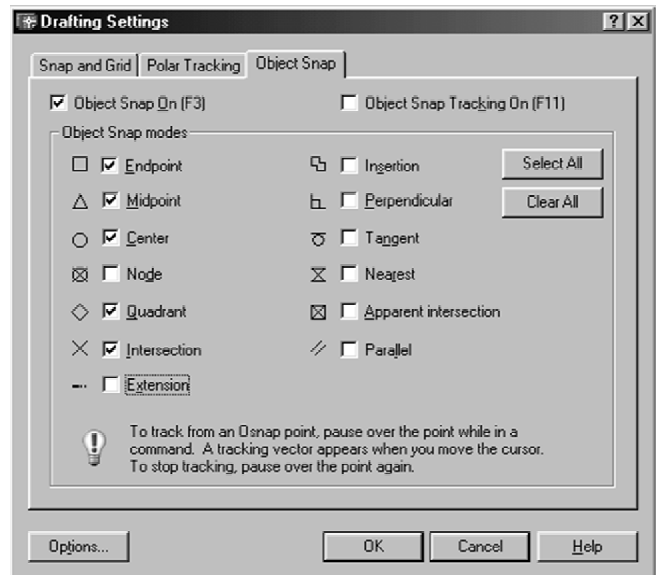 Drafting Settings
Snap and Grid Polar Tracking Object Snap
Object Snap On (F3) Object Snap Tracking On (F11)
Object Snap modes
Endpoint Insertion Select All
Midpoint Perpendicular Clear All
Center Tangent
Node Nearest
Quadrant Apparent intersection
Intersection Parallel
Extension
To track from an Osnap point, pause over the point while in a
command. A tracking vector appears when you move the cursor.
To stop tracking, pause over the point again.
Options... OK Cancel Help